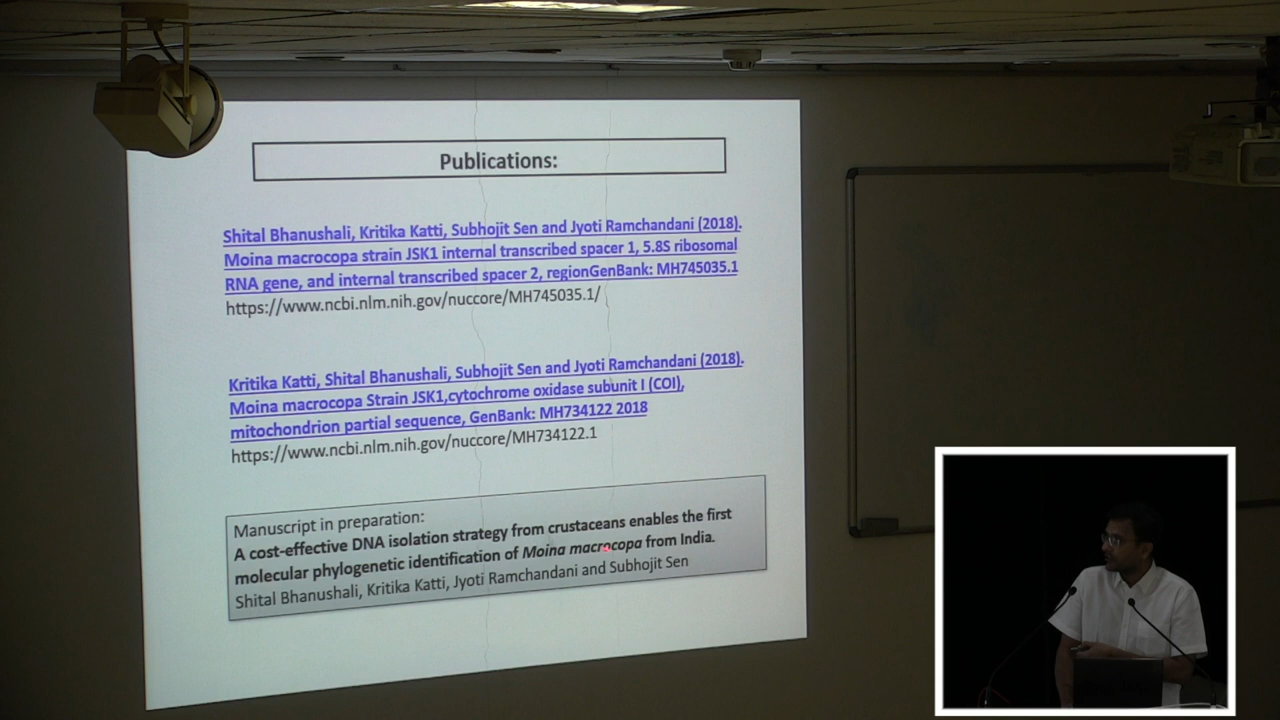 Publications:
Shital Bhanushali, Kritika Katti, Subhojit Sen and Jyoti Ramchandani (2018).
Moina macrocopa strain JSK1 internal transcribed spacer 1, 5.8S ribosomal
RNA gene, and internal transcribed spacer 2, regionGenBank: MH745035.1
https://www.ncbi.nlm.nih.gov/nuccore/MH745035.1/
Kritika Katti, Shital Bhanushali, Subhojit Sen and Jyoti Ramchandani (2018).
Moina macrocopa Strain JSK1,cytochrome oxidase subunit I (COI),
mitochondrion partial sequence, GenBank: MH734122 2018
https://www.ncbi.nlm.nih.gov/nuccore/MH734122.1
Manuscript in preparation:
A cost-effective DNA isolation strategy from crustaceans enables the first
molecular phylogenetic identification of Moina macrocopa from India.
Shital Bhanushali, Kritika Katti, Jyoti Ramchandani and Subhojit Sen